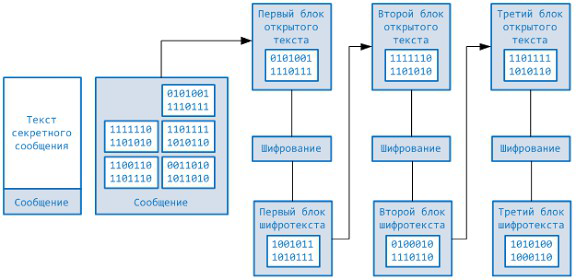 Текст
секретного
сообщения
Сообщение
0101001
1110111
1111110
1101010
1101111
1010110
1100110
1101110
0011010
1011010
Сообщение
Первый блок
открытого
текста
0101001
1110111
Шифрование
Первый блок
шифротекста
1001011
1010111
Второй блок
открытого
текста
1111110
1101010
Шифрование
Второй блок
шифротекста
0100010
1110110
Третий блок
открытого
текста
1101111
1010110
Шифрование
Третий блок
шифротекста
1010100
1000110